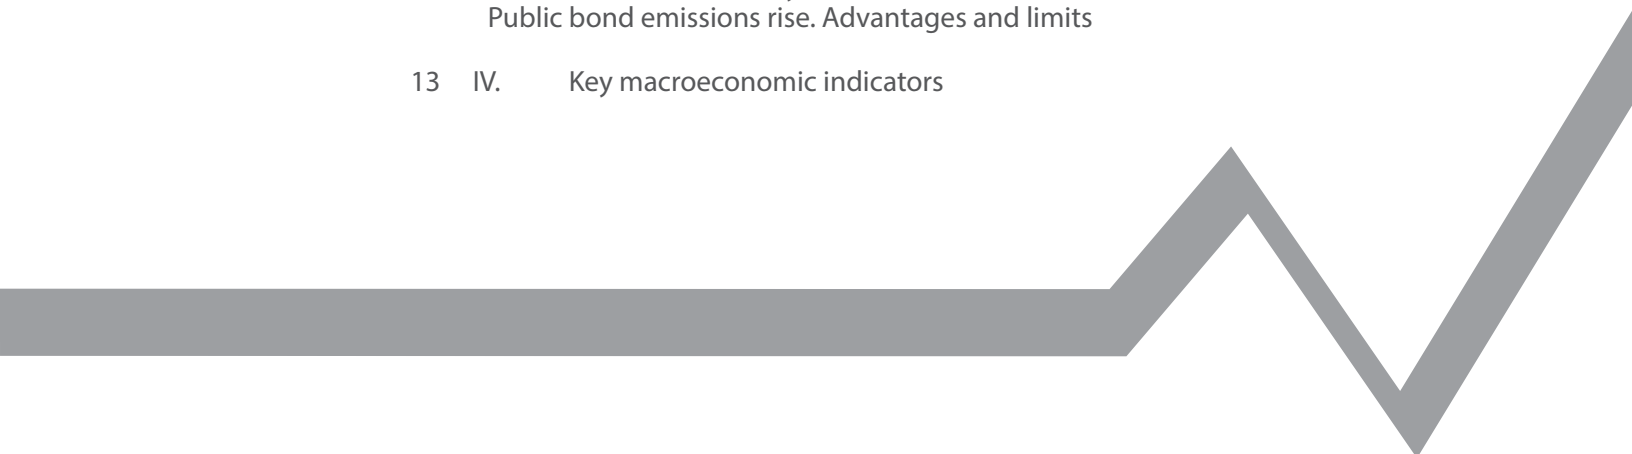 Public bond emissions rise. Advantages and limits
13 IV. Key macroeconomic indicators